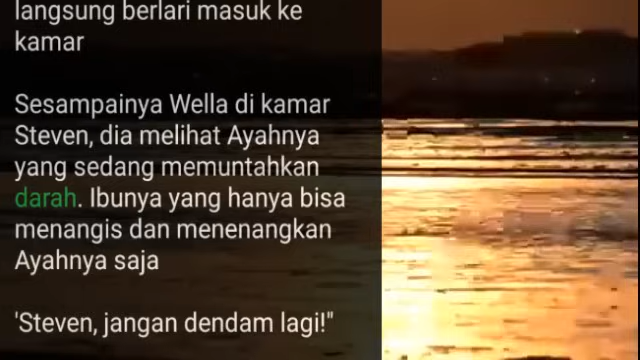 langsung berlari masuk ke
kamar
Sesampainya Wella di kamar
Steven, dia melihat Ayahnya
yang sedang memuntahkan
darah. Ibunya yang hanya bisa
menangis dan menenangkan
Ayahnya saja
'Steven, jangan dendam lagi!"